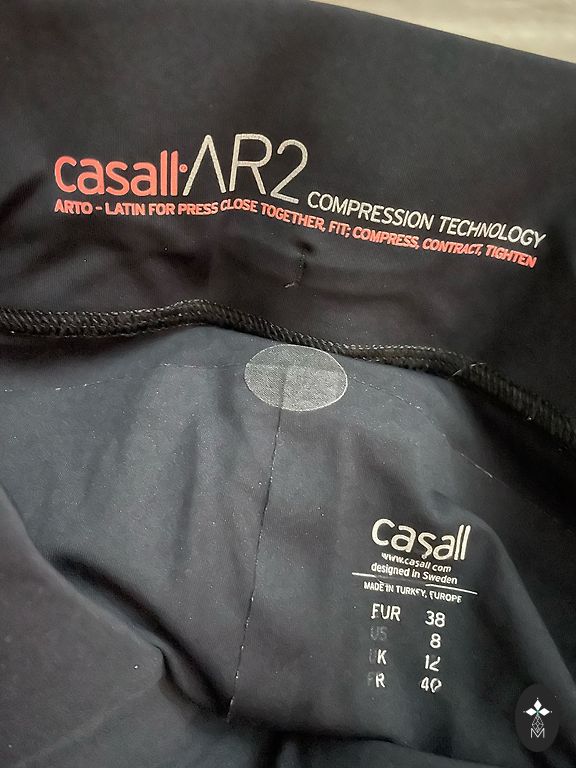 casall® AR2 COMPRESSION TECHNOLOGY
ARTO - LATIN FOR PRESS CLOSE TOGETHER, FIT; COMPRESS, CONTRACT, TIGHTEN
casall
www.casall.com
designed in Sweden
MADE IN TURKEY, EUROPE
EUR 38
US 8
UK 12
FR 40
M